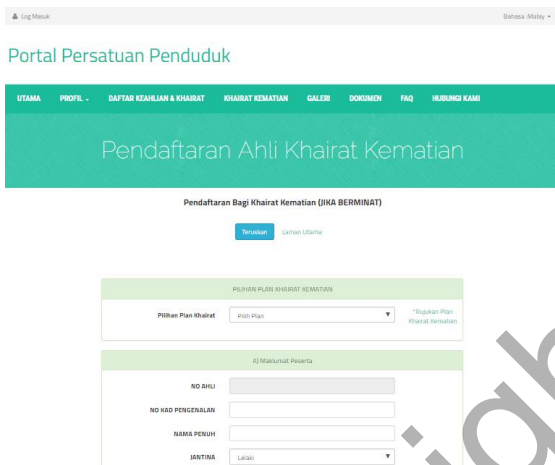 Log Masuk
Bahasa :Malay
Portal Persatuan Penduduk
UTAMA PROFIL DAFTAR KEAHLIAN & KHAIRAT KHAIRAT KEMATIAN GALERI DOKUMEN FAQ HUBUNGI KAMI
Pendaftaran Ahli Khairat Kematian
Pendaftaran Bagi Khairat Kematian (JIKA BERMINAT)
Teruskan Laman Utama
PILIHAN PLAN KHAIRAT KEMATIAN
Pilihan Plan Khairat Pilih Plan *Rujukan Plan
Khairat Kematian
A) Maklumat Peserta
NO AHLI
NO KAD PENGENALAN
NAMA PENUH
JANTINA Lelaki